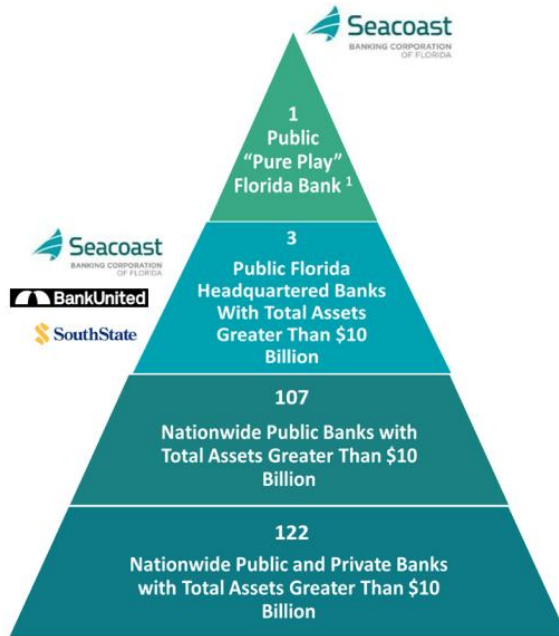 Seacoast
BANKING CORPORATION
OF FLORIDA
1
Public
“Pure Play”
Florida Bank 1
Seacoast
BANKING CORPORATION
OF FLORIDA
BankUnited
SouthState
3
Public Florida
Headquartered Banks
With Total Assets
Greater Than $10
Billion
107
Nationwide Public Banks with
Total Assets Greater Than $10
Billion
122
Nationwide Public and Private Banks
with Total Assets Greater Than $10
Billion